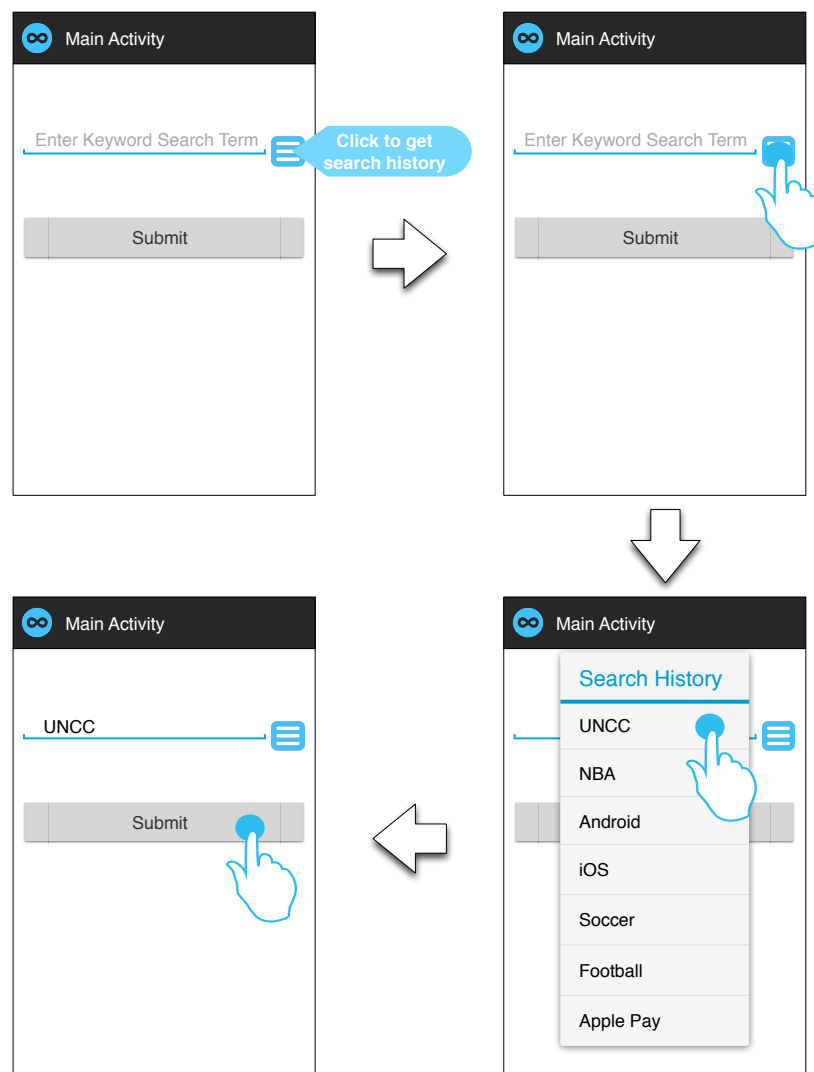 Main Activity
Enter Keyword Search Term
Click to get
search history
Submit
Main Activity
Enter Keyword Search Term
Submit
Main Activity
UNCC
Submit
Main Activity
Search History
UNCC
NBA
Android
iOS
Soccer
Football
Apple Pay